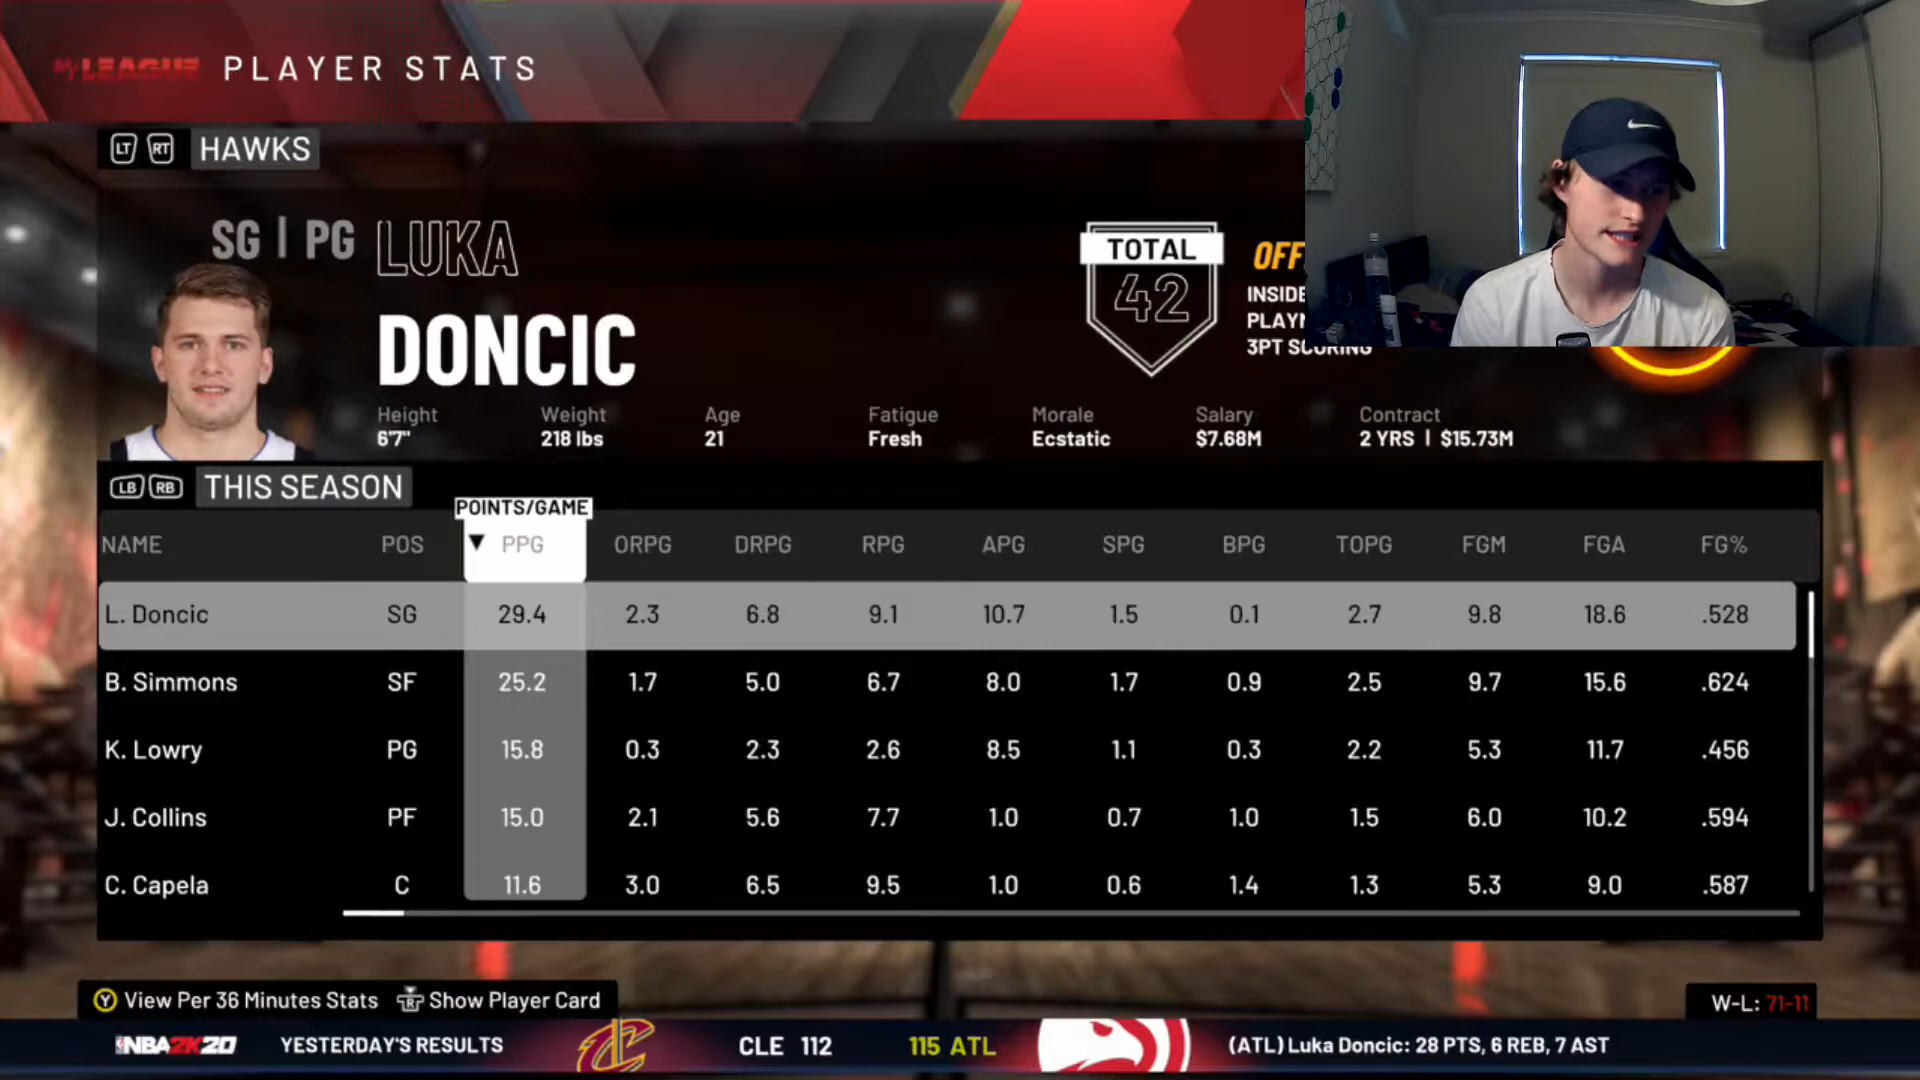 MyLEAGUE PLAYER STATS
LT RT HAWKS
SG | PG LUKA
DONCIC
TOTAL
42
OFF
INSIDE
PLAYM
3PT SCORING
Height Weight Age Fatigue Morale Salary Contract
6'7" 218 lbs 21 Fresh Ecstatic $7.68M 2 YRS | $15.73M
LB RB THIS SEASON
POINTS/GAME
NAME POS PPG ORPG DRPG RPG APG SPG BPG TOPG FGM FGA FG%
L. Doncic SG 29.4 2.3 6.8 9.1 10.7 1.5 0.1 2.7 9.8 18.6 .528
B. Simmons SF 25.2 1.7 5.0 6.7 8.0 1.7 0.9 2.5 9.7 15.6 .624
K. Lowry PG 15.8 0.3 2.3 2.6 8.5 1.1 0.3 2.2 5.3 11.7 .456
J. Collins PF 15.0 2.1 5.6 7.7 1.0 0.7 1.0 1.5 6.0 10.2 .594
C. Capela C 11.6 3.0 6.5 9.5 1.0 0.6 1.4 1.3 5.3 9.0 .587
Y View Per 36 Minutes Stats R Show Player Card
W-L: 71-11
NBA2K20 YESTERDAY'S RESULTS CLE 112 115 ATL (ATL) Luka Doncic: 28 PTS, 6 REB, 7 AST